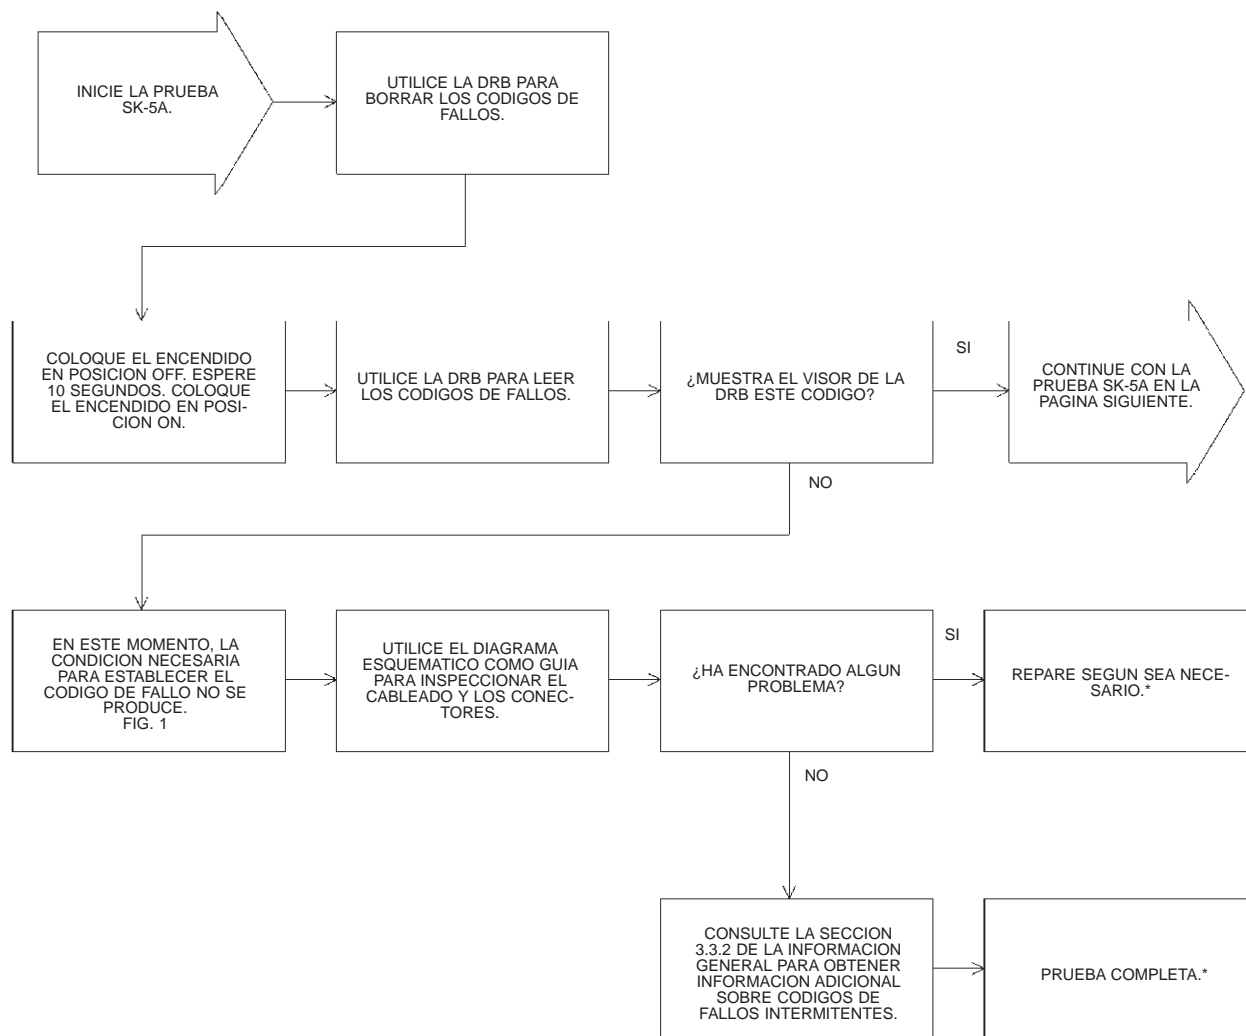 INICIE LA PRUEBA
SK-5A.
UTILICE LA DRB PARA
BORRAR LOS CODIGOS DE
FALLOS.
COLOQUE EL ENCENDIDO
EN POSICION OFF. ESPERE
10 SEGUNDOS. COLOQUE
EL ENCENDIDO EN POSI-
CION ON.
UTILICE LA DRB PARA LEER
LOS CODIGOS DE FALLOS.
¿MUESTRA EL VISOR DE LA
DRB ESTE CODIGO?
SI
CONTINUE CON LA
PRUEBA SK-5A EN LA
PAGINA SIGUIENTE.
NO
EN ESTE MOMENTO, LA
CONDICION NECESARIA
PARA ESTABLECER EL
CODIGO DE FALLO NO SE
PRODUCE.
FIG. 1
UTILICE EL DIAGRAMA
ESQUEMATICO COMO GUIA
PARA INSPECCIONAR EL
CABLEADO Y LOS CONEC-
TORES.
¿HA ENCONTRADO ALGUN
PROBLEMA?
SI
REPARE SEGUN SEA NECE-
SARIO.*
NO
CONSULTE LA SECCION
3.3.2 DE LA INFORMACION
GENERAL PARA OBTENER
INFORMACION ADICIONAL
SOBRE CODIGOS DE
FALLOS INTERMITENTES.
PRUEBA COMPLETA.*